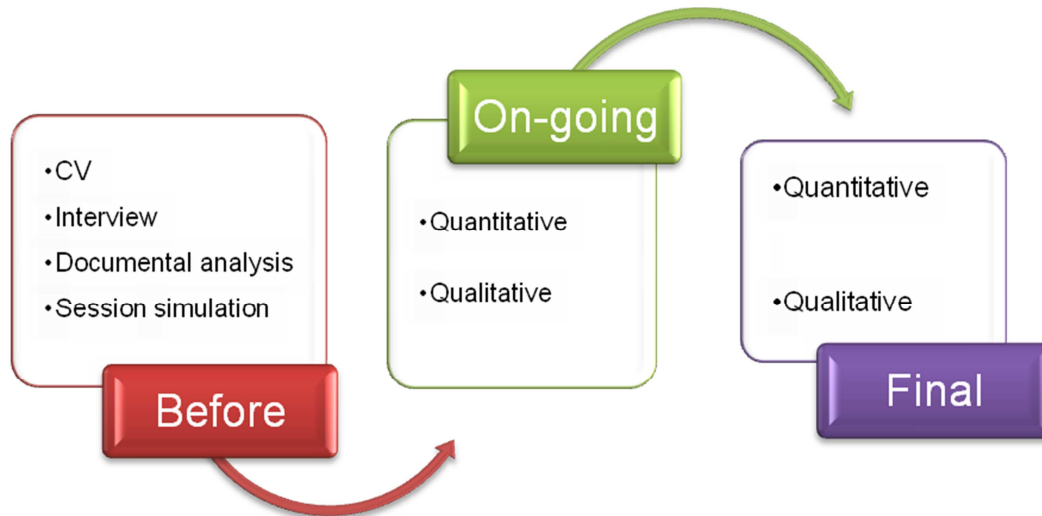 •CV
•Interview
•Documental analysis
•Session simulation
Before
On-going
•Quantitative
•Qualitative
•Quantitative
•Qualitative
Final